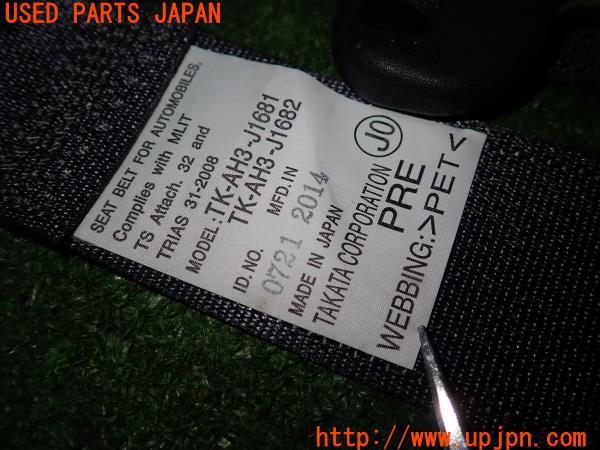 USED PARTS JAPAN
SEAT BELT FOR AUTOMOBILES.
Complies with MLIT
TS Attach, 32 and
TRIAS 31-2008
MODEL: TK-AH3-J1681
TK-AH3-J1682
ID, NO. MFD. IN
0721 2014
MADE IN JAPAN
TAKATA CORPORATION JO
PRE
WEBBING:>PET<
http://www.upjpn.com